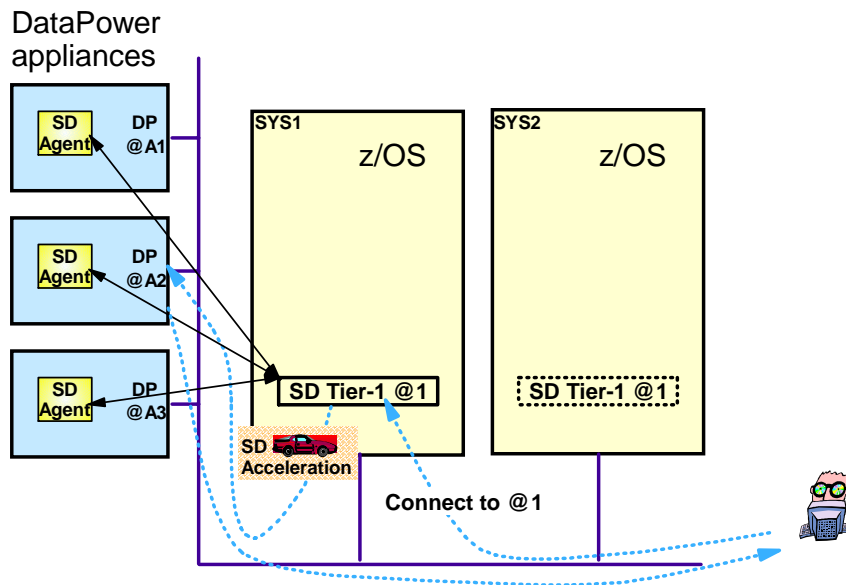 DataPower
appliances
SD
Agent
DP
@A1
SD
Agent
DP
@A2
SD
Agent
DP
@A3
SYS1
z/OS
SD Tier-1 @1
SD
Acceleration
SYS2
z/OS
SD Tier-1 @1
Connect to @1